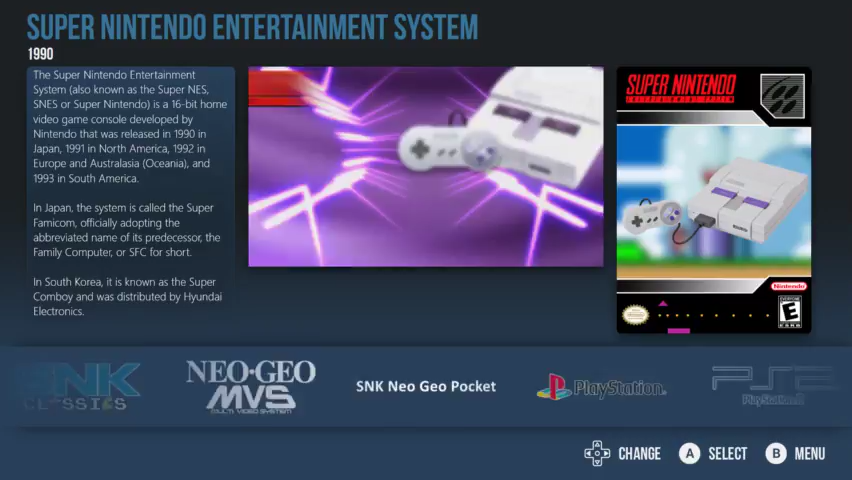 SUPER NINTENDO ENTERTAINMENT SYSTEM
1990
The Super Nintendo Entertainment
System (also known as the Super NES,
SNES or Super Nintendo) is a 16-bit home
video game console developed by
Nintendo that was released in 1990 in
Japan, 1991 in North America, 1992 in
Europe and Australasia (Oceania), and
1993 in South America.
In Japan, the system is called the Super
Famicom, officially adopting the
abbreviated name of its predecessor, the
Family Computer, or SFC for short.
In South Korea, it is known as the Super
Comboy and was distributed by Hyundai
Electronics.
SUPER NINTENDO
ENTERTAINMENT SYSTEM
Nintendo
EVERYONE
E
ESRB
SNK
CLASSICS
NEO•GEO
MVS
MULTI VIDEO SYSTEM
SNK Neo Geo Pocket
PlayStation
PS2
PlayStation 2
CHANGE
A SELECT
B MENU